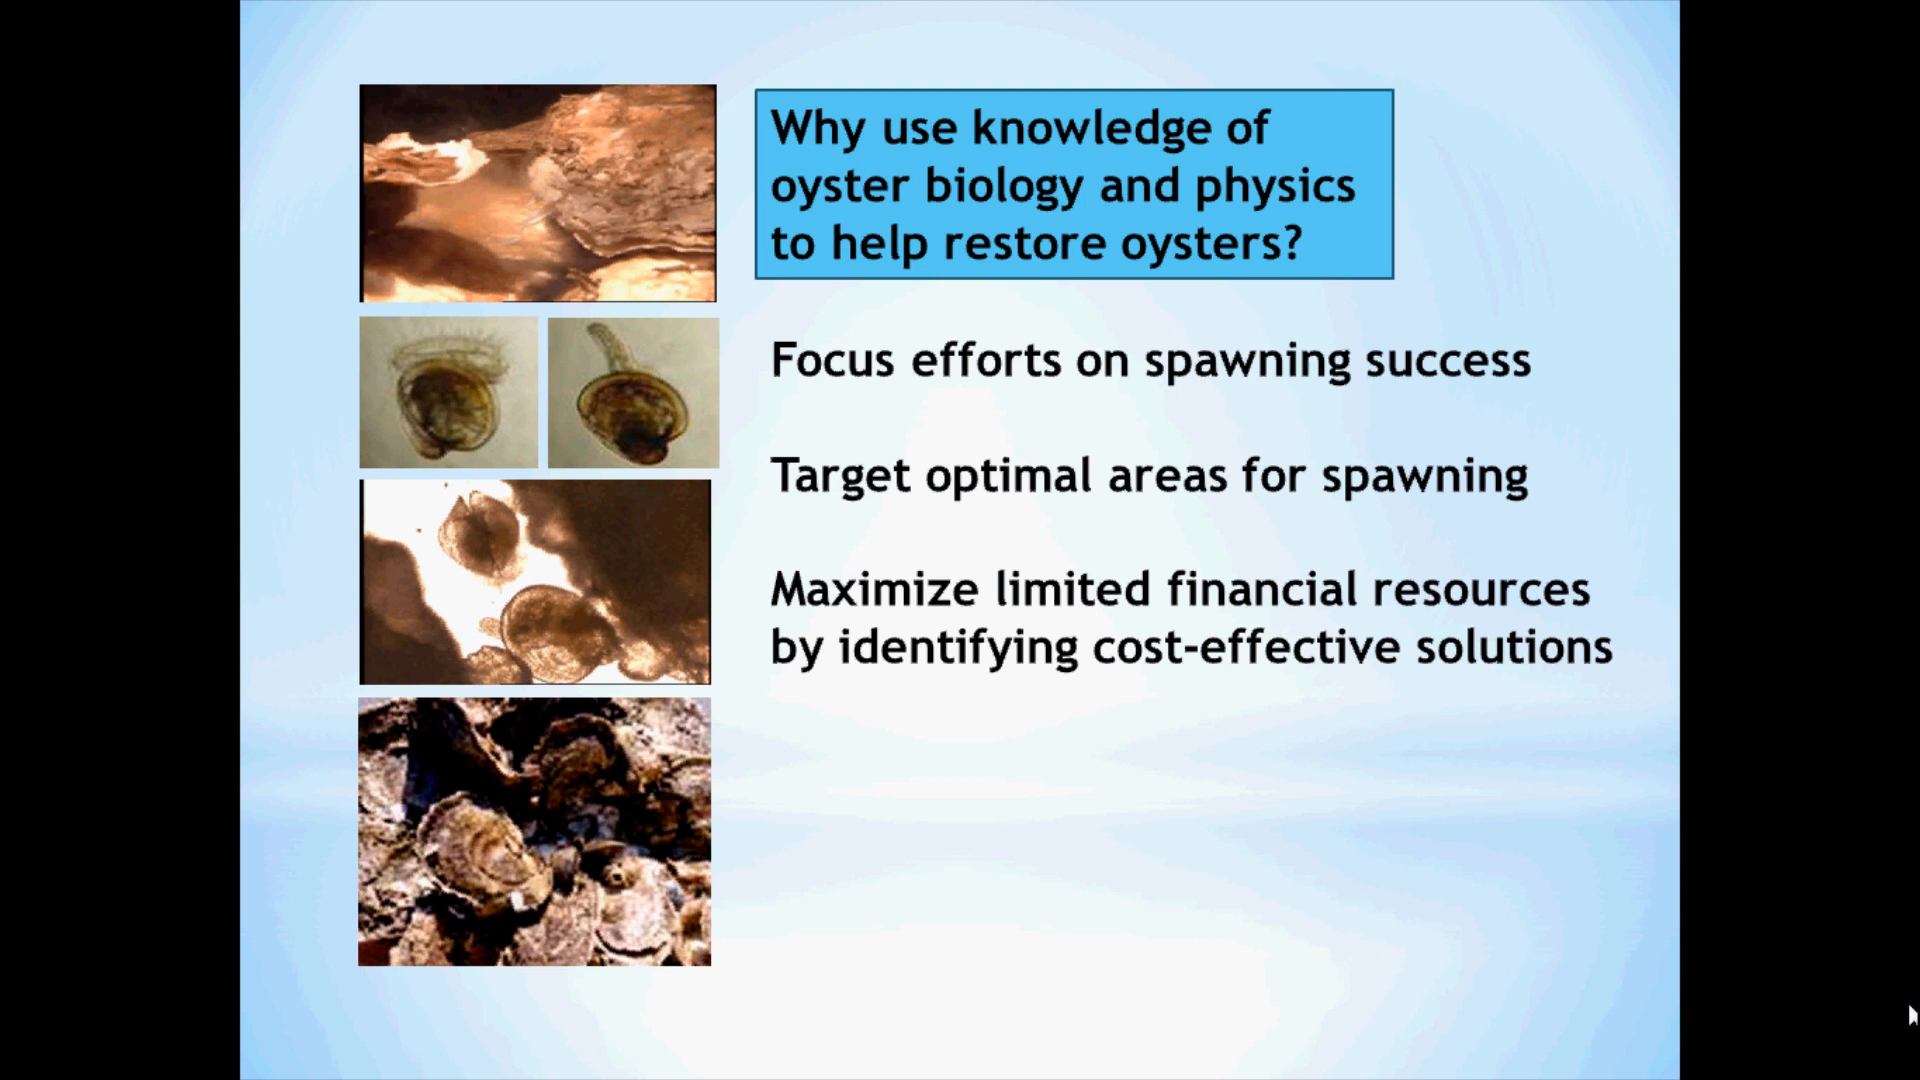 Why use knowledge of
oyster biology and physics
to help restore oysters?
Focus efforts on spawning success
Target optimal areas for spawning
Maximize limited financial resources
by identifying cost-effective solutions